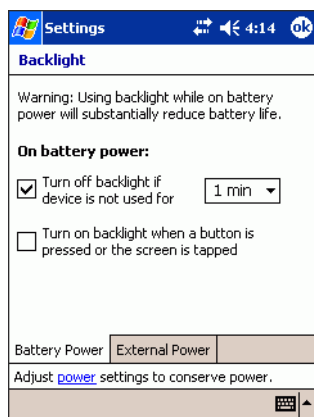 Settings 4:14 ok
Backlight
Warning: Using backlight while on battery
power will substantially reduce battery life.
On battery power:
Turn off backlight if
device is not used for 1 min
Turn on backlight when a button is
pressed or the screen is tapped
Battery Power External Power
Adjust power settings to conserve power.